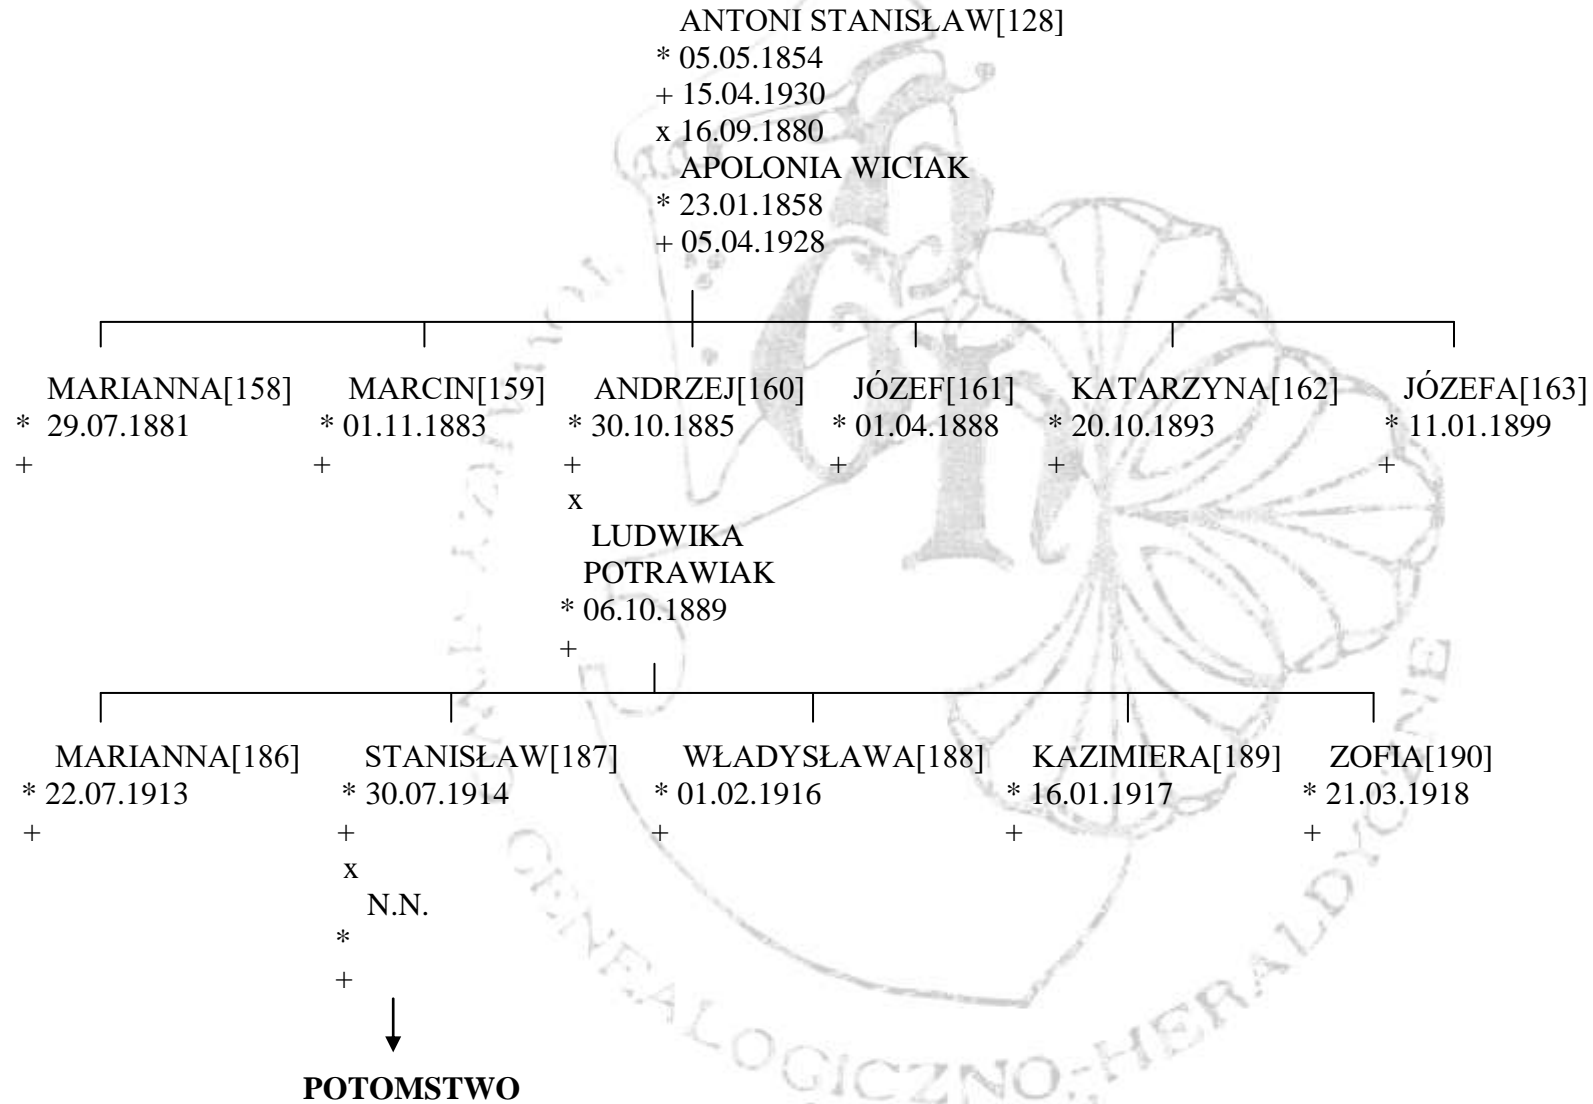 ANTONI STANISŁAW[128]
* 05.05.1854
+ 15.04.1930
x 16.09.1880
APOLONIA WICIAK
* 23.01.1858
+ 05.04.1928
MARIANNA[158] MARCIN[159] ANDRZEJ[160] JÓZEF[161] KATARZYNA[162] JÓZEFA[163]
* 29.07.1881 * 01.11.1883 * 30.10.1885 * 01.04.1888 * 20.10.1893 * 11.01.1899
+ + + + + +
x
LUDWIKA
POTRAWIAK
* 06.10.1889
+
MARIANNA[186] STANISŁAW[187] WŁADYSŁAWA[188] KAZIMIERA[189] ZOFIA[190]
* 22.07.1913 * 30.07.1914 * 01.02.1916 * 16.01.1917 * 21.03.1918
+ + + + +
x
N.N.
*
+
POTOMSTWO
GENEALOGICZNO-HERALDYCZNE